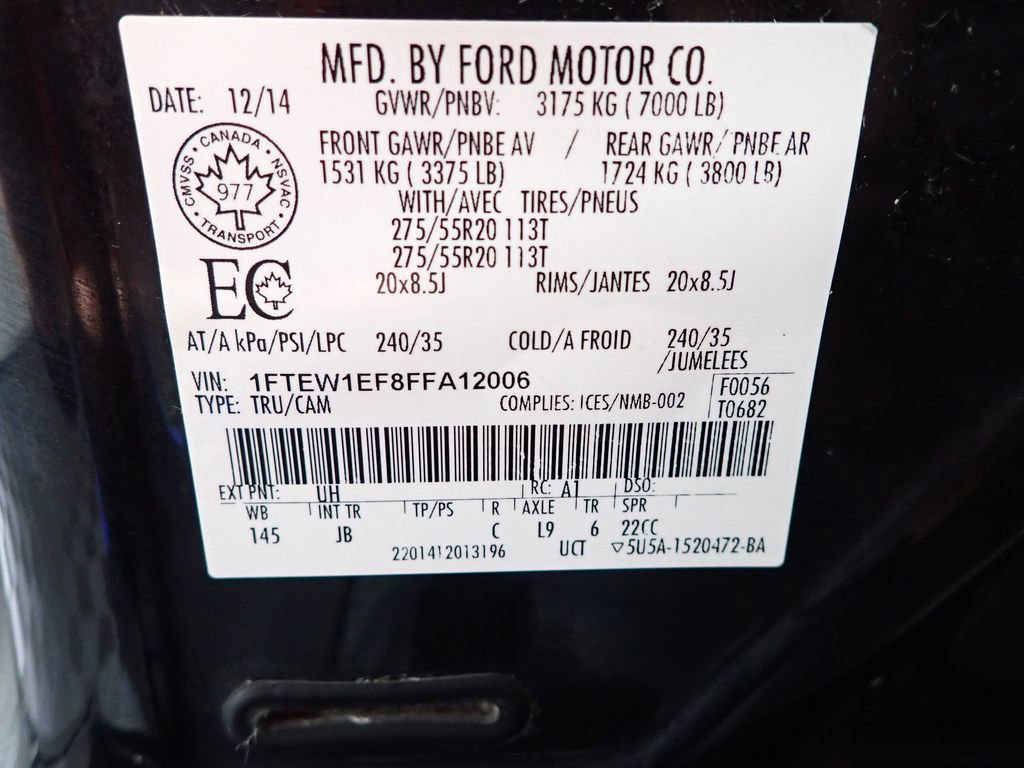 MFD. BY FORD MOTOR CO.
DATE: 12/14 GVWR/PNBV: 3175 KG ( 7000 LB)
FRONT GAWR/PNBE AV / REAR GAWR/PNBE AR
1531 KG ( 3375 LB) 1724 KG ( 3800 LB)
WITH/AVEC TIRES/PNEUS
275/55R20 113T
275/55R20 113T
20x8.5J RIMS/JANTES 20x8.5J
CANADA · NSVAC · TRANSPORT · CMVSS ·
977
EC
AT/A kPa/PSI/LPC 240/35 COLD/A FROID 240/35
/JUMELEES
VIN: 1FTEW1EF8FFA12006 F0056
TYPE: TRU/CAM COMPLIES: ICES/NMB-002 T0682
EXT PNT: UH RC: A1 DSO:
WB INT TR TP/PS R AXLE TR SPR
145 JB C L9 6 22CC
2201412013196 UCT ▽5U5A-1520472-BA